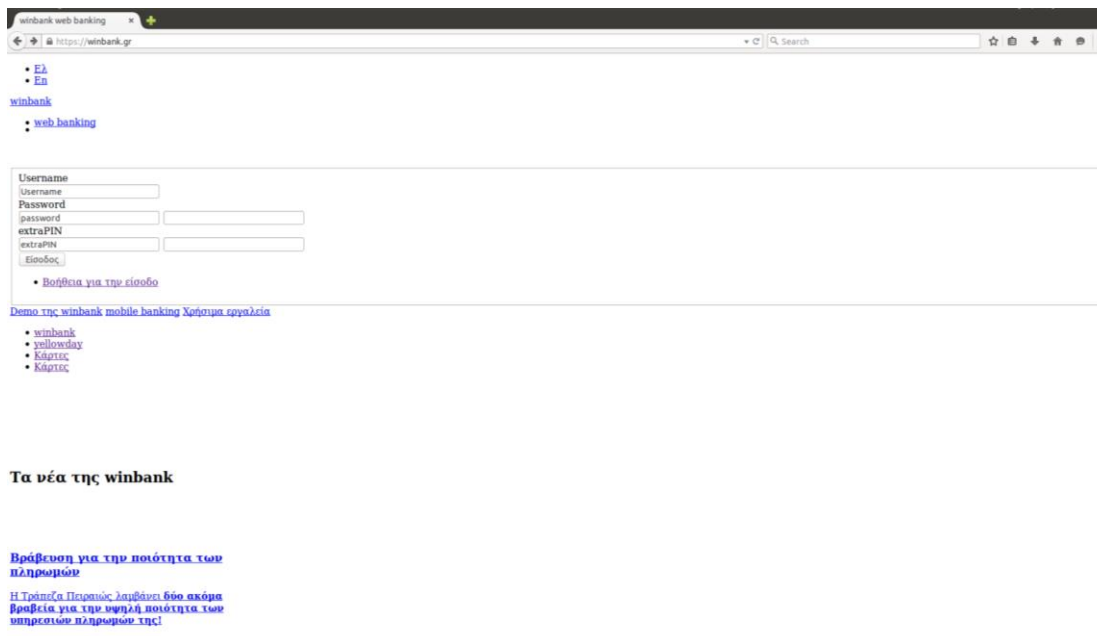 winbank web banking
https://winbank.gr
Search
Ελ
En
winbank
web banking
Username
Username
Password
password
extraPIN
extraPIN
Είσοδος
Βοήθεια για την είσοδο
Demo της winbank mobile banking Χρήσιμα εργαλεία
winbank
yellowday
Κάρτες
Κάρτες
Τα νέα της winbank
Βράβευση για την ποιότητα των
πληρωμών
Η Τράπεζα Πειραιώς λαμβάνει δύο ακόμα
βραβεία για την υψηλή ποιότητα των
υπηρεσιών πληρωμών της!